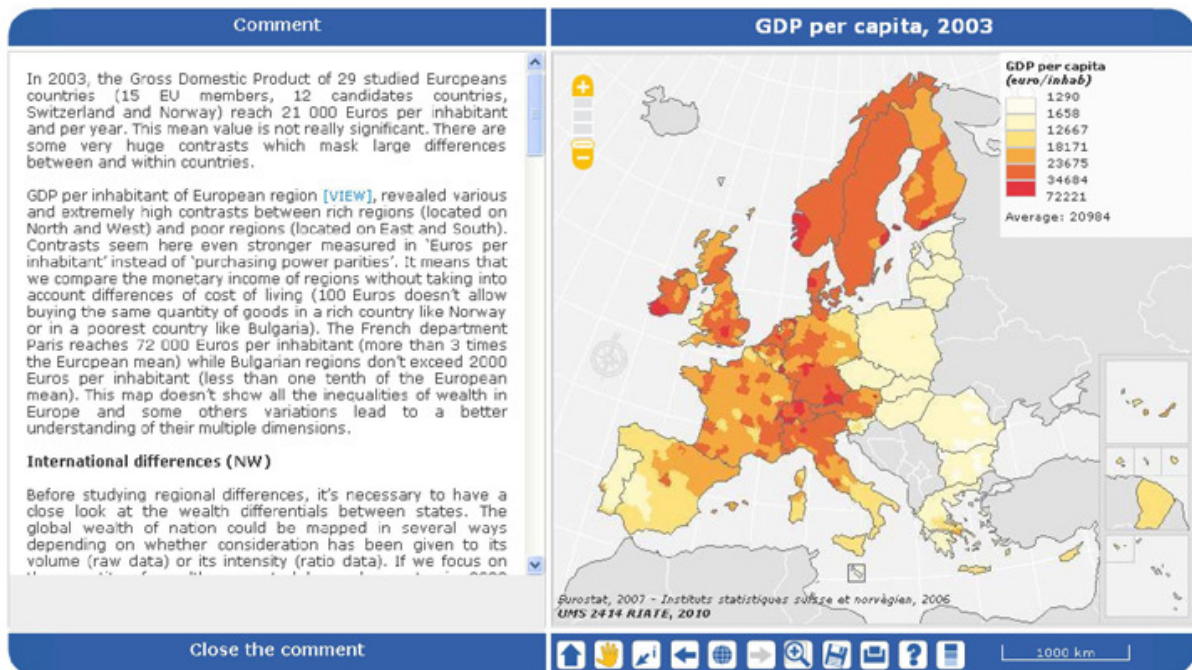 Comment
In 2003, the Gross Domestic Product of 29 studied Europeans
countries (15 EU members, 12 candidates countries,
Switzerland and Norway) reach 21 000 Euros per inhabitant
and per year. This mean value is not really significant. There are
some very huge contrasts which mask large differences
between and within countries.
GDP per inhabitant of European region [VIEW], revealed various
and extremely high contrasts between rich regions (located on
North and West) and poor regions (located on East and South).
Contrasts seem here even stronger measured in 'Euros per
inhabitant' instead of 'purchasing power parities'. It means that
we compare the monetary income of regions without taking into
account differences of cost of living (100 Euros doesn't allow
buying the same quantity of goods in a rich country like Norway
or in a poorest country like Bulgaria). The French department
Paris reaches 72 000 Euros per inhabitant (more than 3 times
the European mean) while Bulgarian regions don't exceed 2000
Euros per inhabitant (less than one tenth of the European
mean). This map doesn't show all the inequalities of wealth in
Europe and some others variations lead to a better
understanding of their multiple dimensions.
International differences (NW)
Before studying regional differences, it's necessary to have a
close look at the wealth differentials between states. The
global wealth of nation could be mapped in several ways
depending on whether consideration has been given to its
volume (raw data) or its intensity (ratio data). If we focus on
Close the comment
GDP per capita, 2003
GDP per capita
(euro/inhab)
1290
1658
12667
18171
23675
34684
72221
Average: 20984
Eurostat, 2007 - Instituts statistiques suisse et norvègien, 2006
UMS 2414 RIATE, 2010
i
?
1000 km